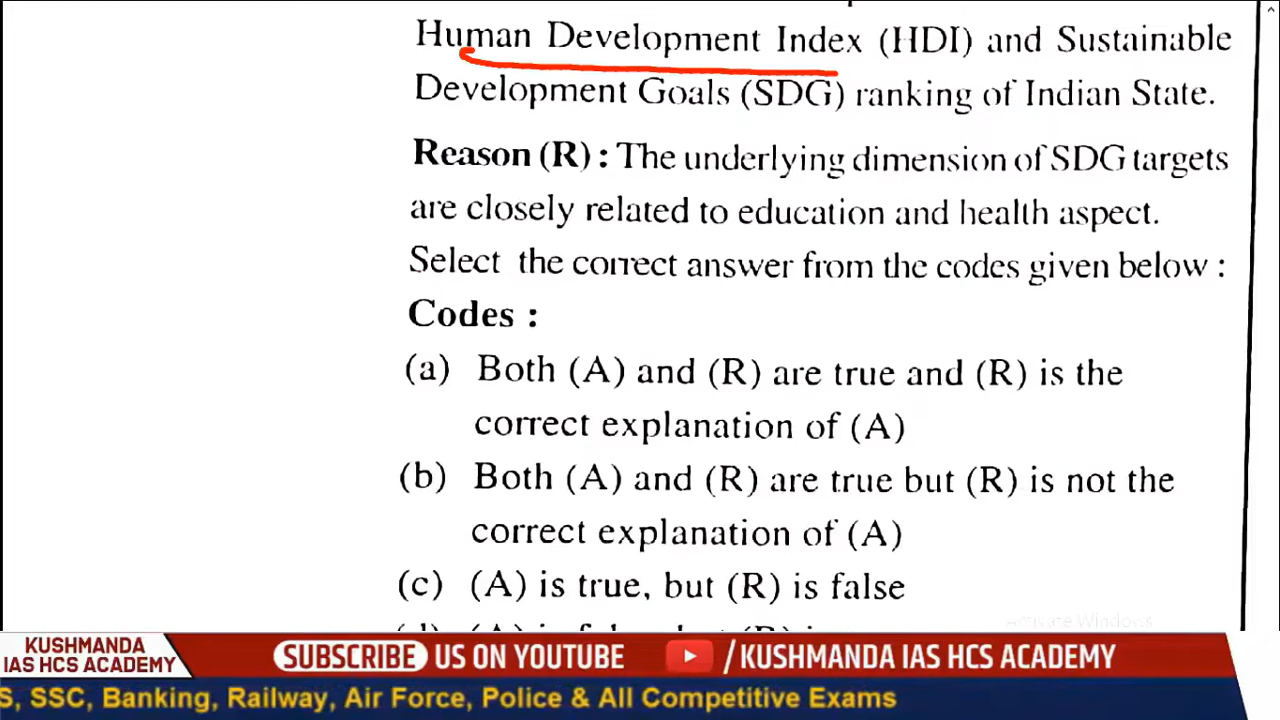 Human Development Index (HDI) and Sustainable
Development Goals (SDG) ranking of Indian State.
Reason (R) : The underlying dimension of SDG targets
are closely related to education and health aspect.
Select the correct answer from the codes given below :
Codes :
(a) Both (A) and (R) are true and (R) is the
correct explanation of (A)
(b) Both (A) and (R) are true but (R) is not the
correct explanation of (A)
(c) (A) is true, but (R) is false
Activate Windows
KUSHMANDA
IAS HCS ACADEMY
SUBSCRIBE US ON YOUTUBE /KUSHMANDA IAS HCS ACADEMY
S, SSC, Banking, Railway, Air Force, Police & All Competitive Exams